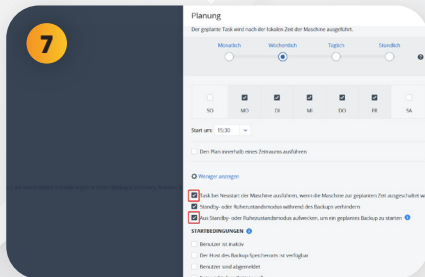 7
Planung
Der geplante Task wird nach der lokalen Zeit der Maschine ausgeführt.
Monatlich Wöchentlich Täglich Stündlich
SO MO DI MI DO FR SA
Start um: 15:30
Den Plan innerhalb eines Zeitraums ausführen
Weniger anzeigen
Task bei Neustart der Maschine ausführen, wenn die Maschine zur geplanten Zeit ausgeschaltet w
Standby- oder Ruhezustandsmodus während des Backups verhindern
Aus Standby- oder Ruhezustandsmodus aufwecken, um ein geplantes Backup zu starten
STARTBEDINGUNGEN
Benutzer ist inaktiv
Der Host des Backup-Speicherorts ist verfügbar
Benutzer sind abgemeldet